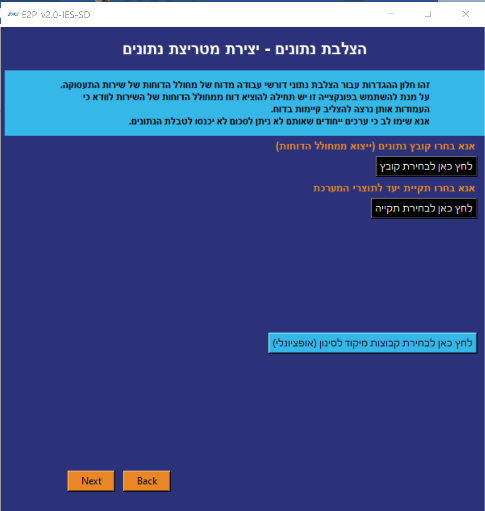 E2P v2.0-IES-SD
הצלבת נתונים - יצירת מטריצת נתונים
זהו חלון ההגדרות עבור הצלבת נתוני דורשי עבודה מדוח של מחולל הדוחות של שירות התעסוקה.
על מנת להשתמש בפונקצייה זו יש תחילה להוציא דוח ממחולל הדוחות של השירות לוודא כי
העמודות אותן נרצה להצליב קיימות בדוח.
אנא שימו לב כי ערכים ייחודים שאותם לא ניתן לסכום לא יכנסו לטבלת הנתונים.
אנא בחרו קובץ נתונים (ייצוא ממחולל הדוחות)
לחץ כאן לבחירת קובץ
אנא בחרו תקיית יעד לתוצרי המערכת
לחץ כאן לבחירת תקייה
לחץ כאן לבחירת קבוצות מיקוד לסינון (אופציונלי)
Next Back